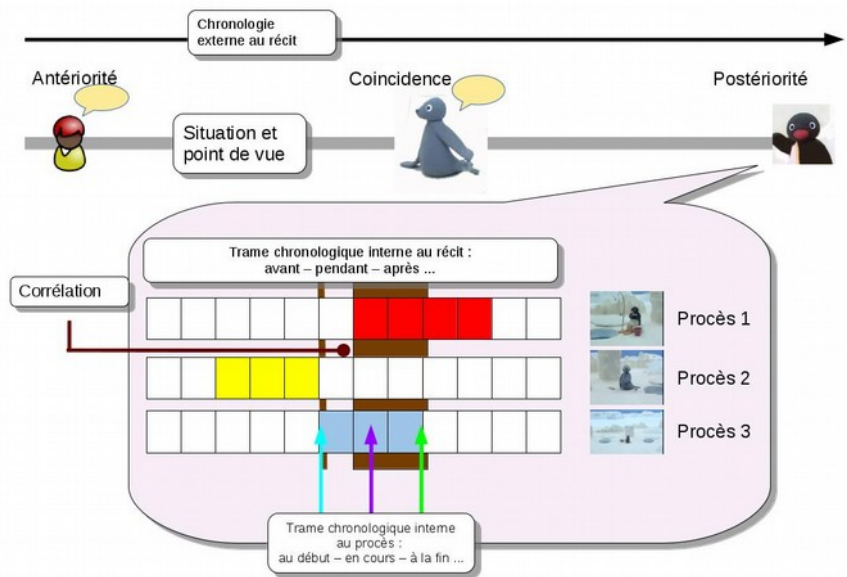 Chronologie
externe au récit
Antériorité
Coincidence
Postériorité
Situation et
point de vue
Trame chronologique interne au récit :
avant – pendant – après ...
Corrélation
Procès 1
Procès 2
Procès 3
Trame chronologique interne
au procès :
au début – en cours – à la fin ...